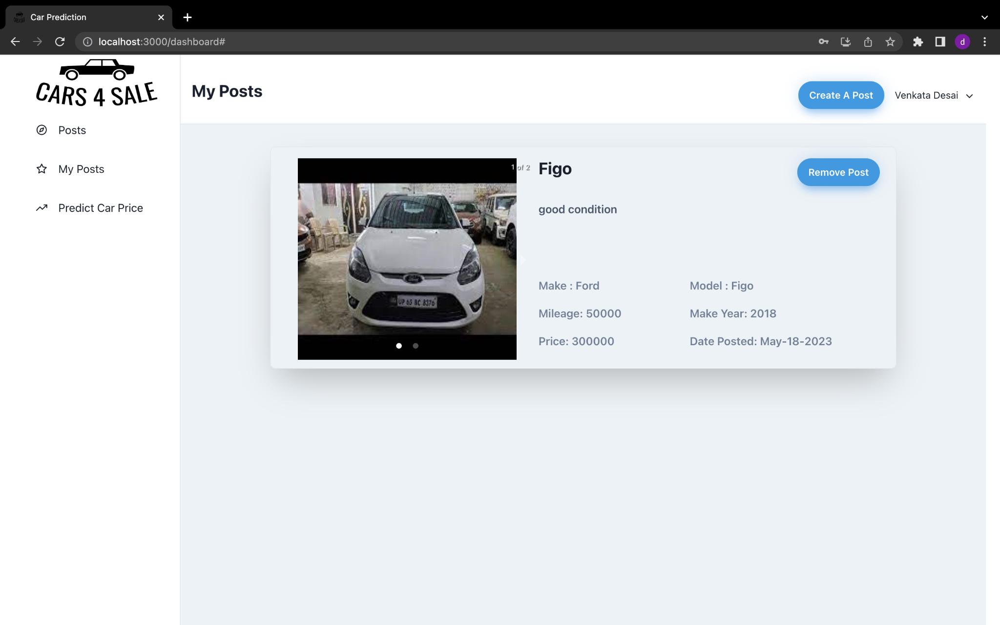 Car Prediction
localhost:3000/dashboard#
d
CARS 4 SALE
My Posts
Create A Post
Venkata Desai
Posts
My Posts
Predict Car Price
1 of 2
Figo
Remove Post
good condition
UP 65 BC 8376
Make : Ford
Model : Figo
Mileage: 50000
Make Year: 2018
Price: 300000
Date Posted: May-18-2023